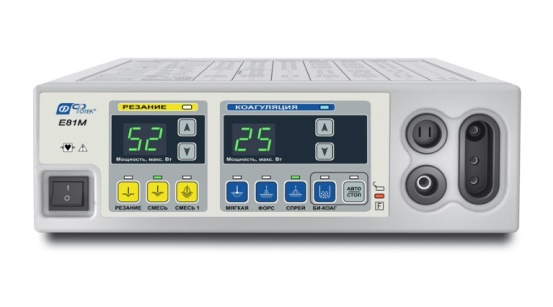 ФОТЕК®
E81M
РЕЗАНИЕ
КОАГУЛЯЦИЯ
52
25
Мощность, макс. Вт
Мощность, макс. Вт
РЕЗАНИЕ
СМЕСЬ
СМЕСЬ 1
МЯГКАЯ
ФОРС
СПРЕЙ
БИ-КОАГ
АВТО
СТОП
F
I
O